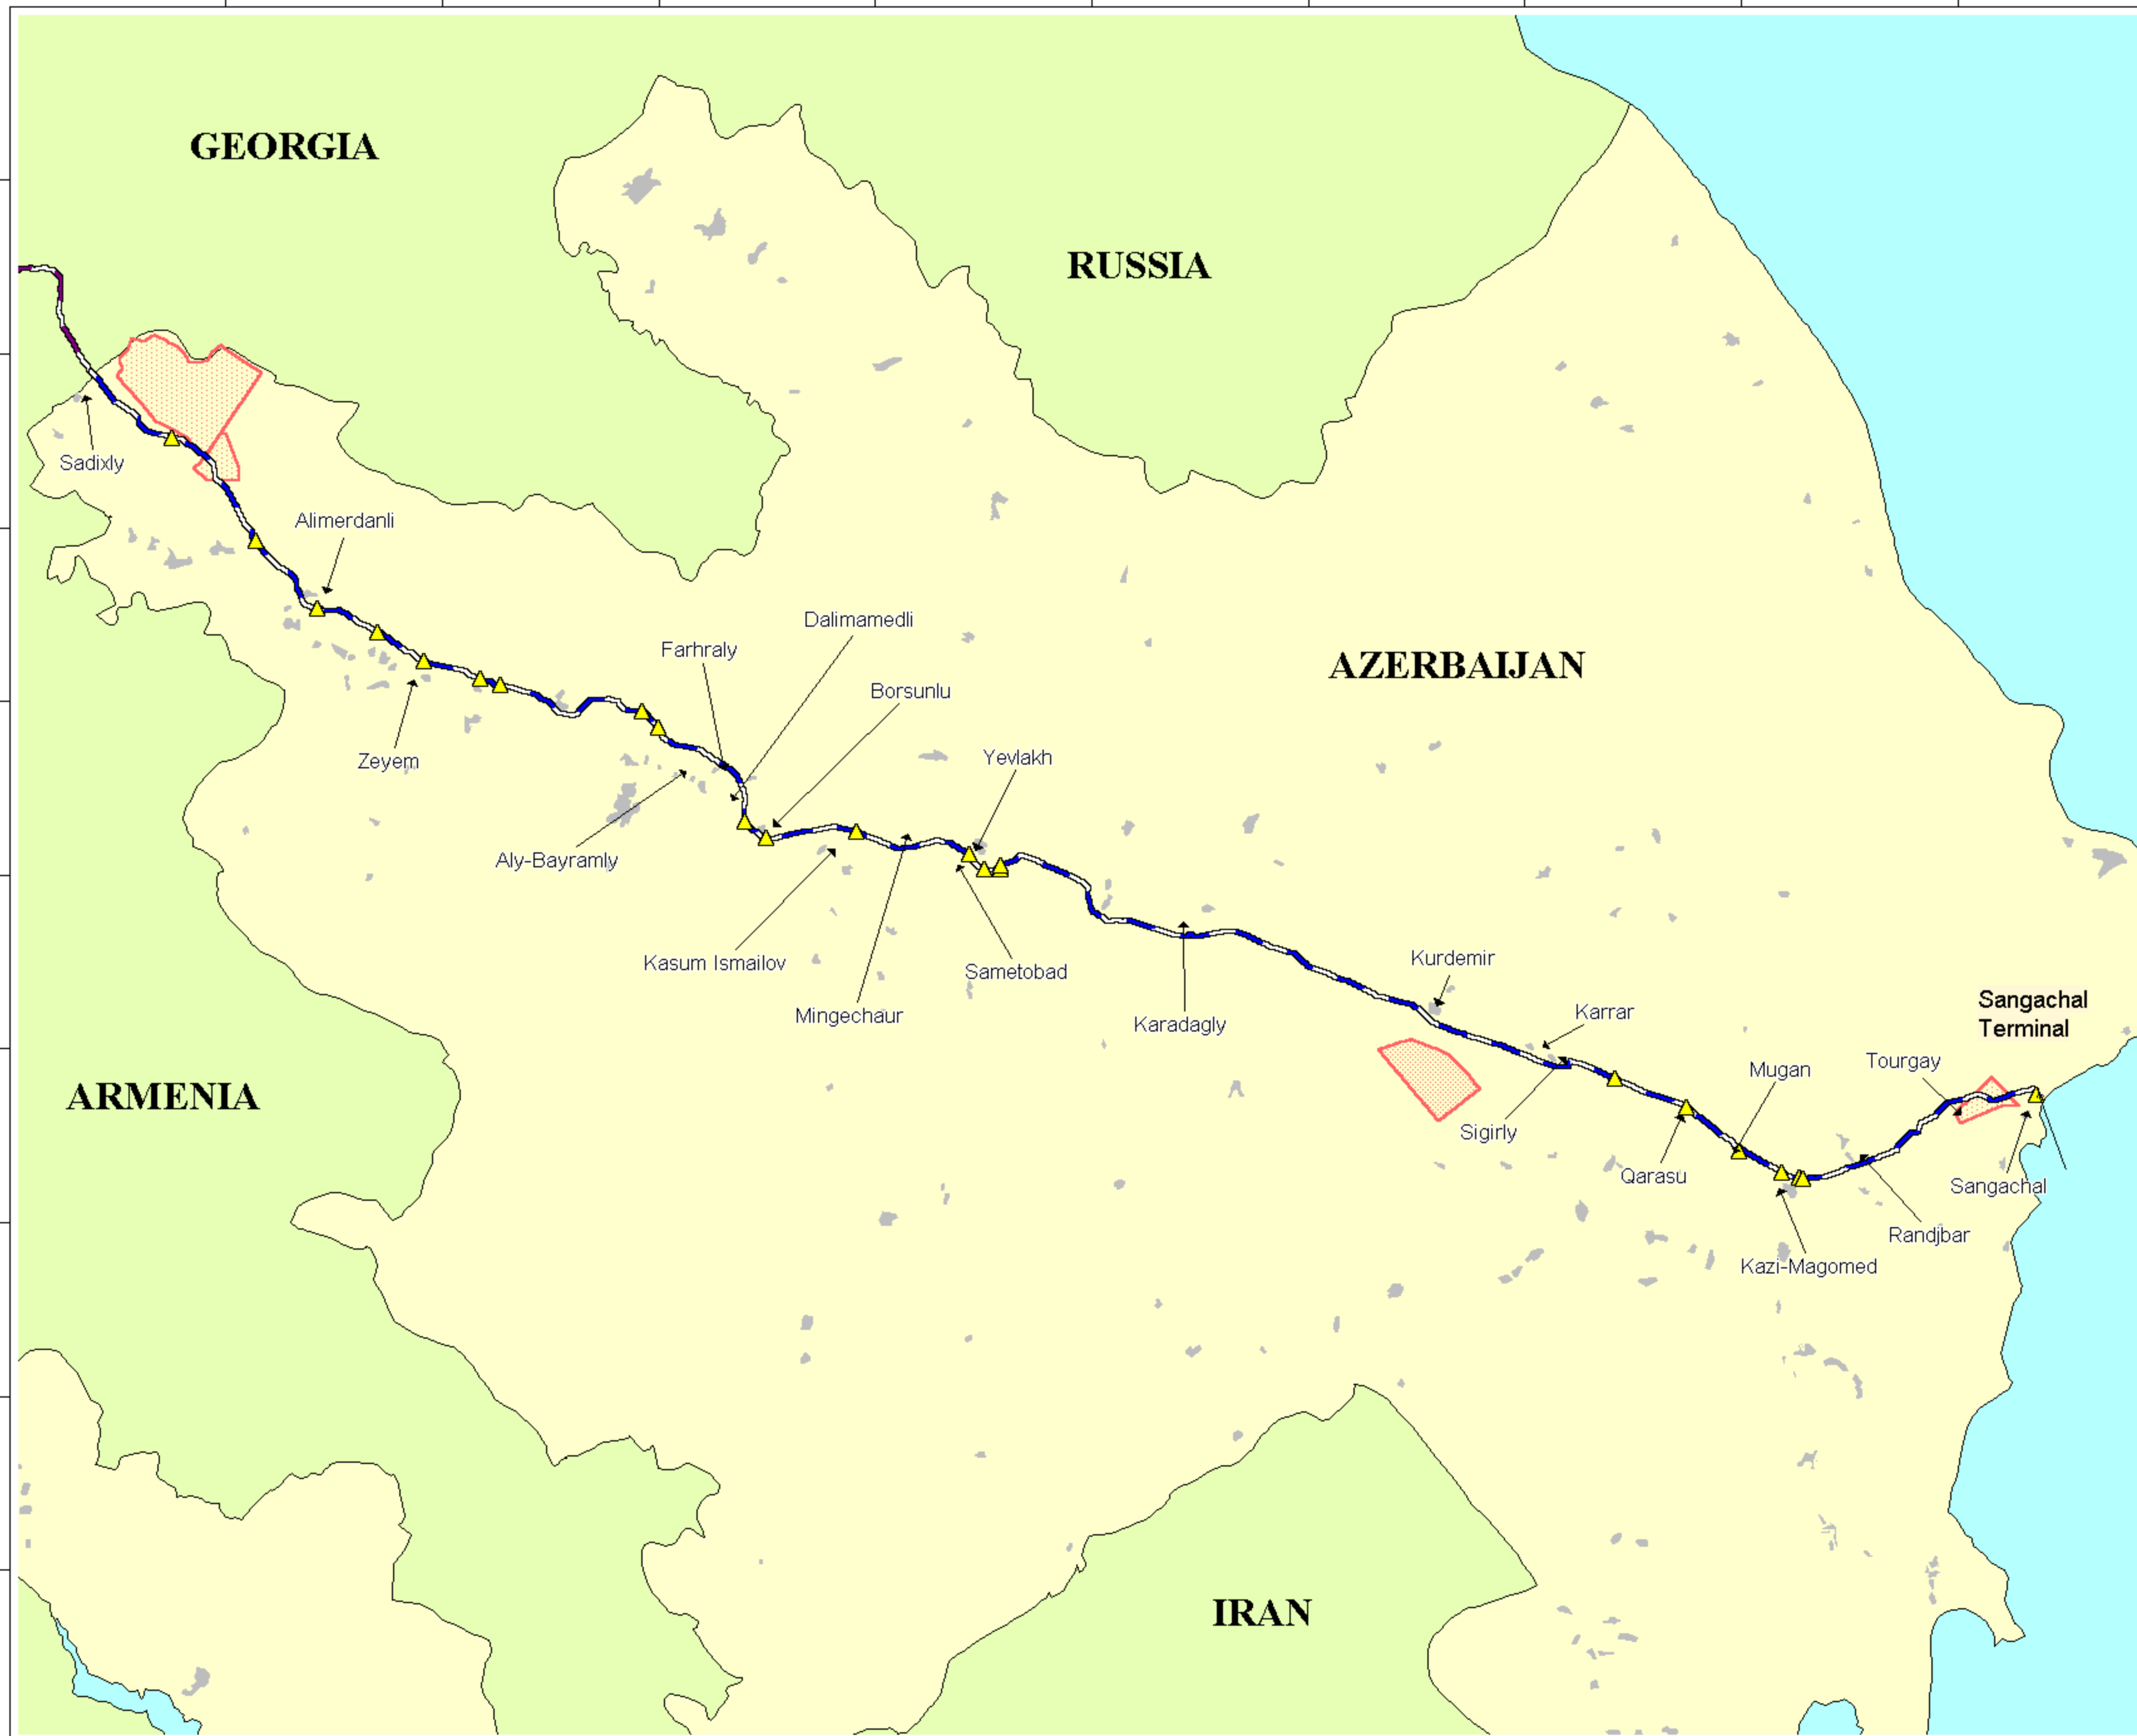 GEORGIA
RUSSIA
Sadixly
Alimerdanli
Dalimamedli
Farhraly
AZERBAIJAN
Borsunlu
Yevlakh
Zeyem
Aly-Bayramly
Kasum Ismailov
Sametobad
Kurdemir
Mingechaur
Karadagly
Karrar
Sangachal
Terminal
Tourgay
Mugan
ARMENIA
Sigirly
Qarasu
Sangachal
Randjbar
Kazi-Magomed
IRAN